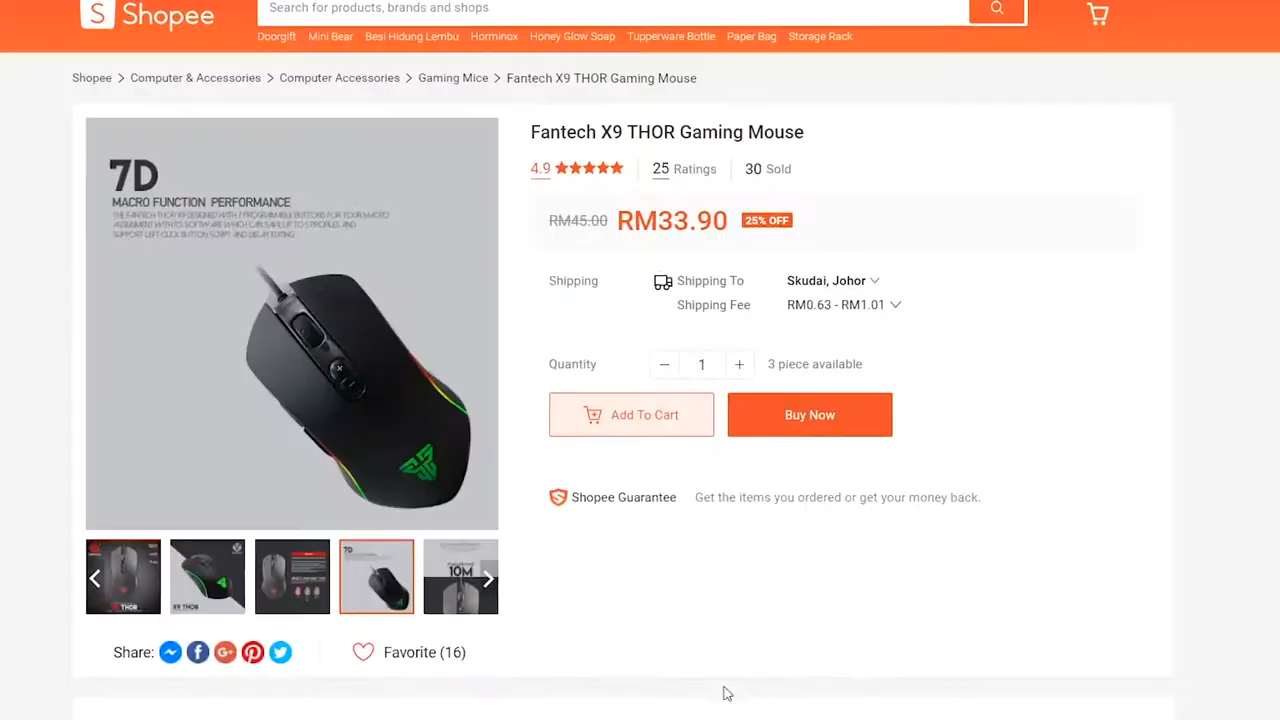 S Shopee
Search for products, brands and shops
Doorgift Mini Bear Besi Hidung Lembu Horminox Honey Glow Soap Tupperware Bottle Paper Bag Storage Rack
Shopee > Computer & Accessories > Computer Accessories > Gaming Mice > Fantech X9 THOR Gaming Mouse
7D
MACRO FUNCTION PERFORMANCE
Fantech X9 THOR Gaming Mouse
4.9
25 Ratings
30 Sold
RM45.00 RM33.90 25% OFF
Shipping
Shipping To Skudai, Johor
Shipping Fee RM0.63 - RM1.01
Quantity
1
3 piece available
Add To Cart
Buy Now
Shopee Guarantee Get the items you ordered or get your money back.
THOR
X9 THOR
7D
10M
Share:
Favorite (16)